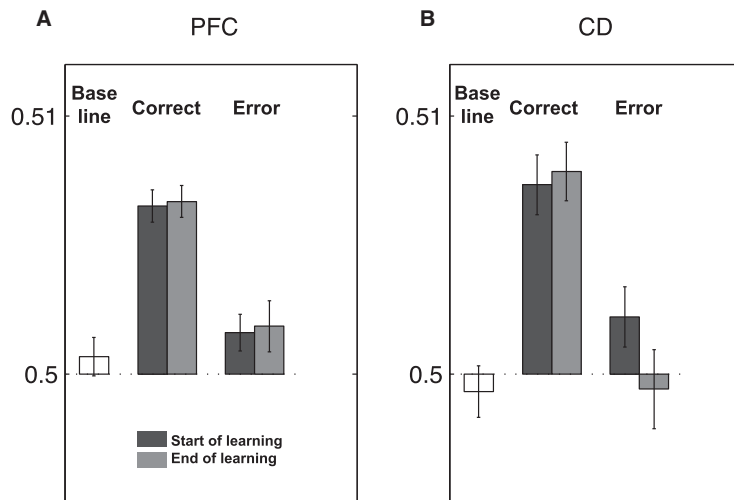 A
PFC
B
CD
Base
line
Correct
Error
0.51
0.5
Start of learning
End of learning
Base
line
Correct
Error
0.51
0.5